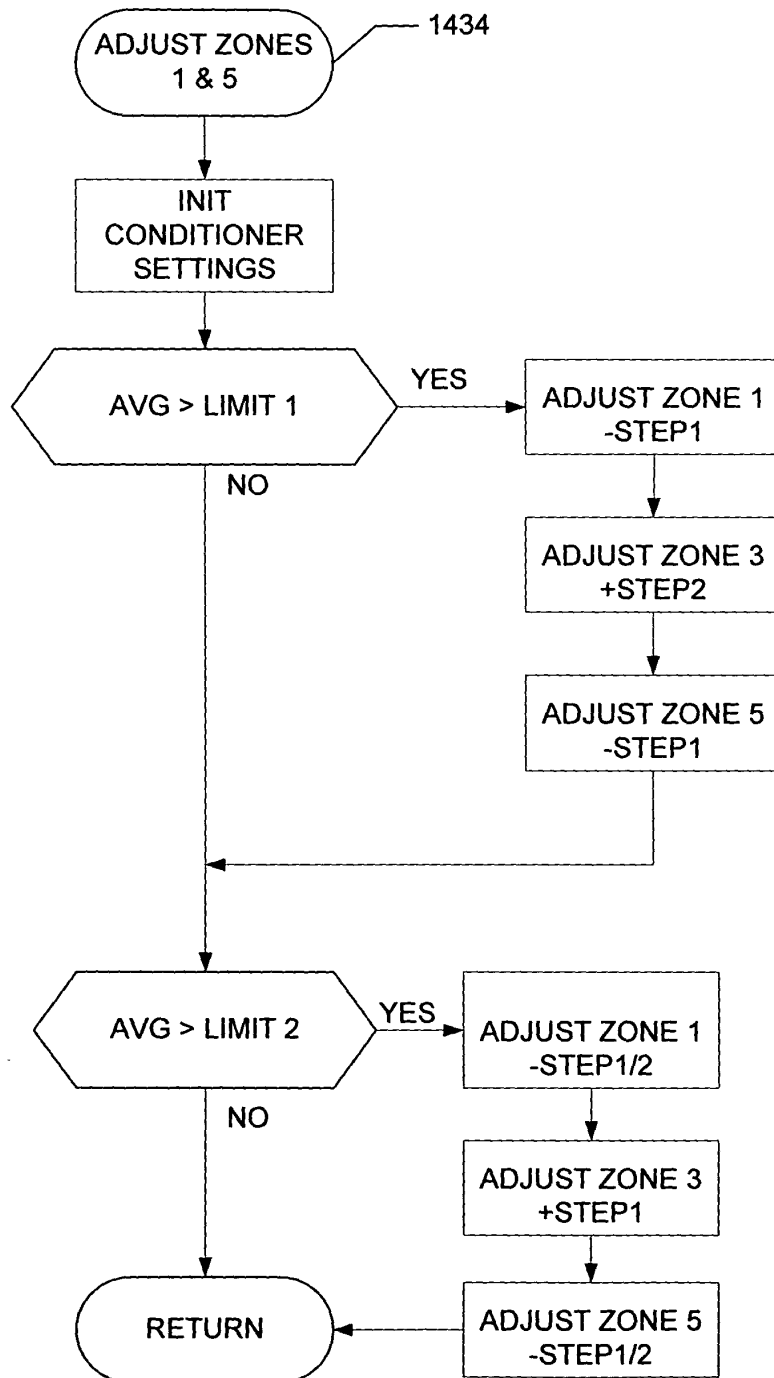 ADJUST ZONES
1 & 5
1434
INIT
CONDITIONER
SETTINGS
AVG > LIMIT 1
YES
NO
ADJUST ZONE 1
-STEP1
ADJUST ZONE 3
+STEP2
ADJUST ZONE 5
-STEP1
AVG > LIMIT 2
YES
NO
ADJUST ZONE 1
-STEP1/2
ADJUST ZONE 3
+STEP1
ADJUST ZONE 5
-STEP1/2
RETURN